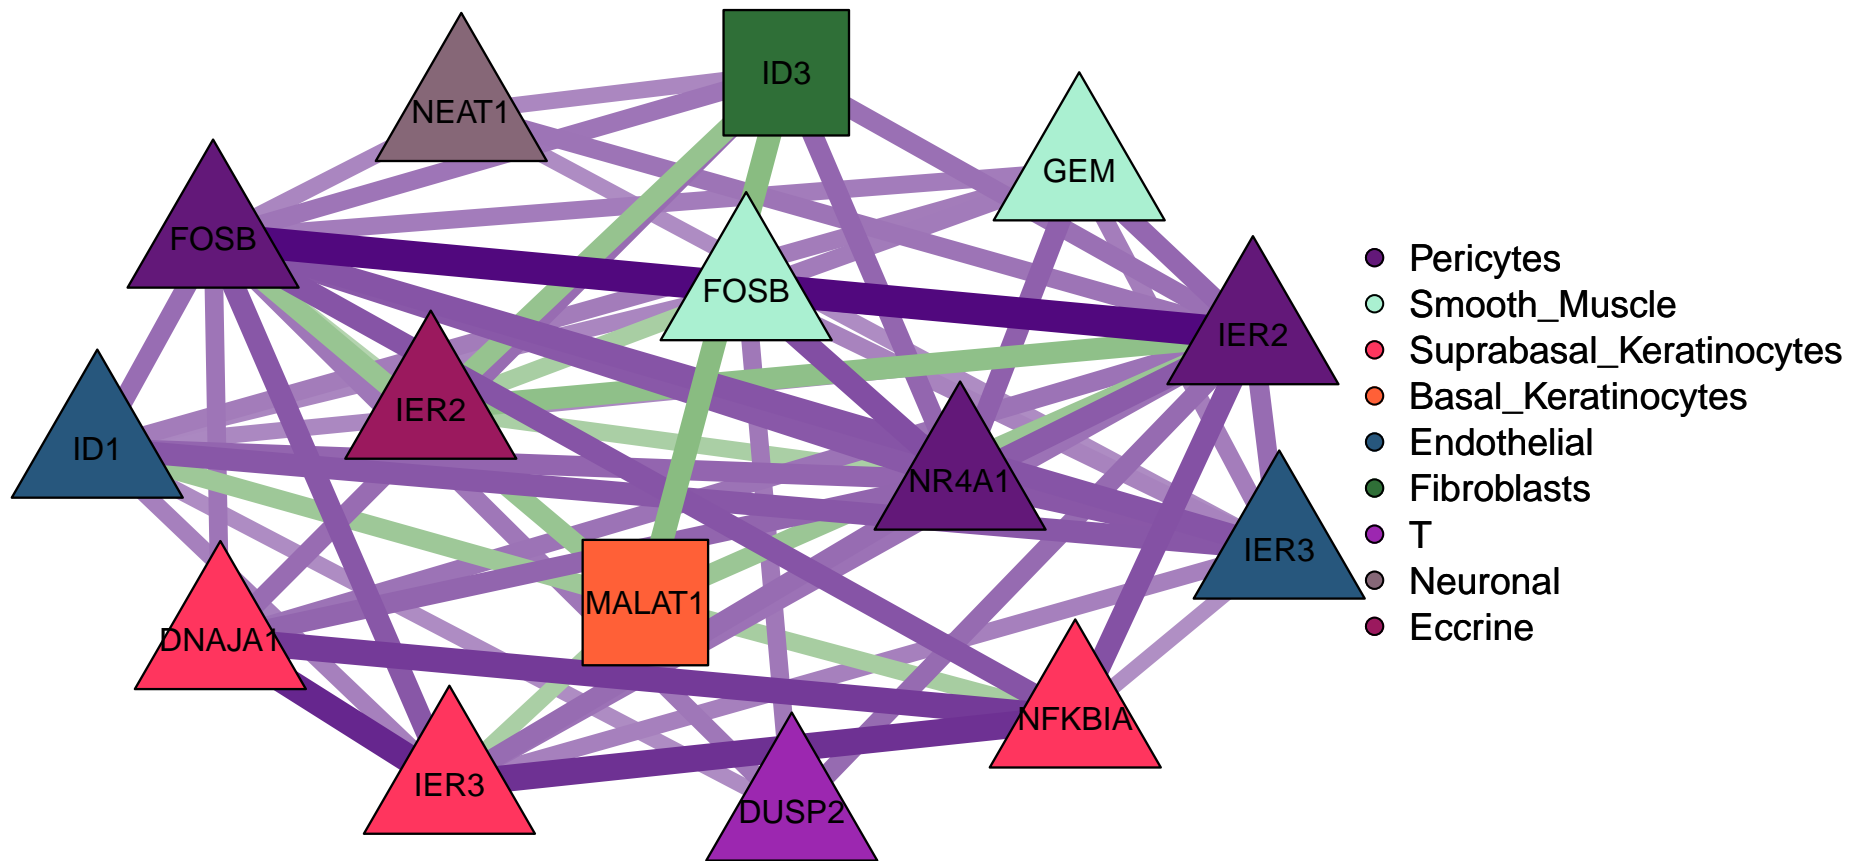 ID3
NEAT1
GEM
FOSB
FOSB
IER2
IER2
ID1
NR4A1
IER3
MALAT1
DNAJA1
NFKBIA
IER3
DUSP2
Pericytes
Smooth_Muscle
Suprabasal_Keratinocytes
Basal_Keratinocytes
Endothelial
Fibroblasts
T
Neuronal
Eccrine